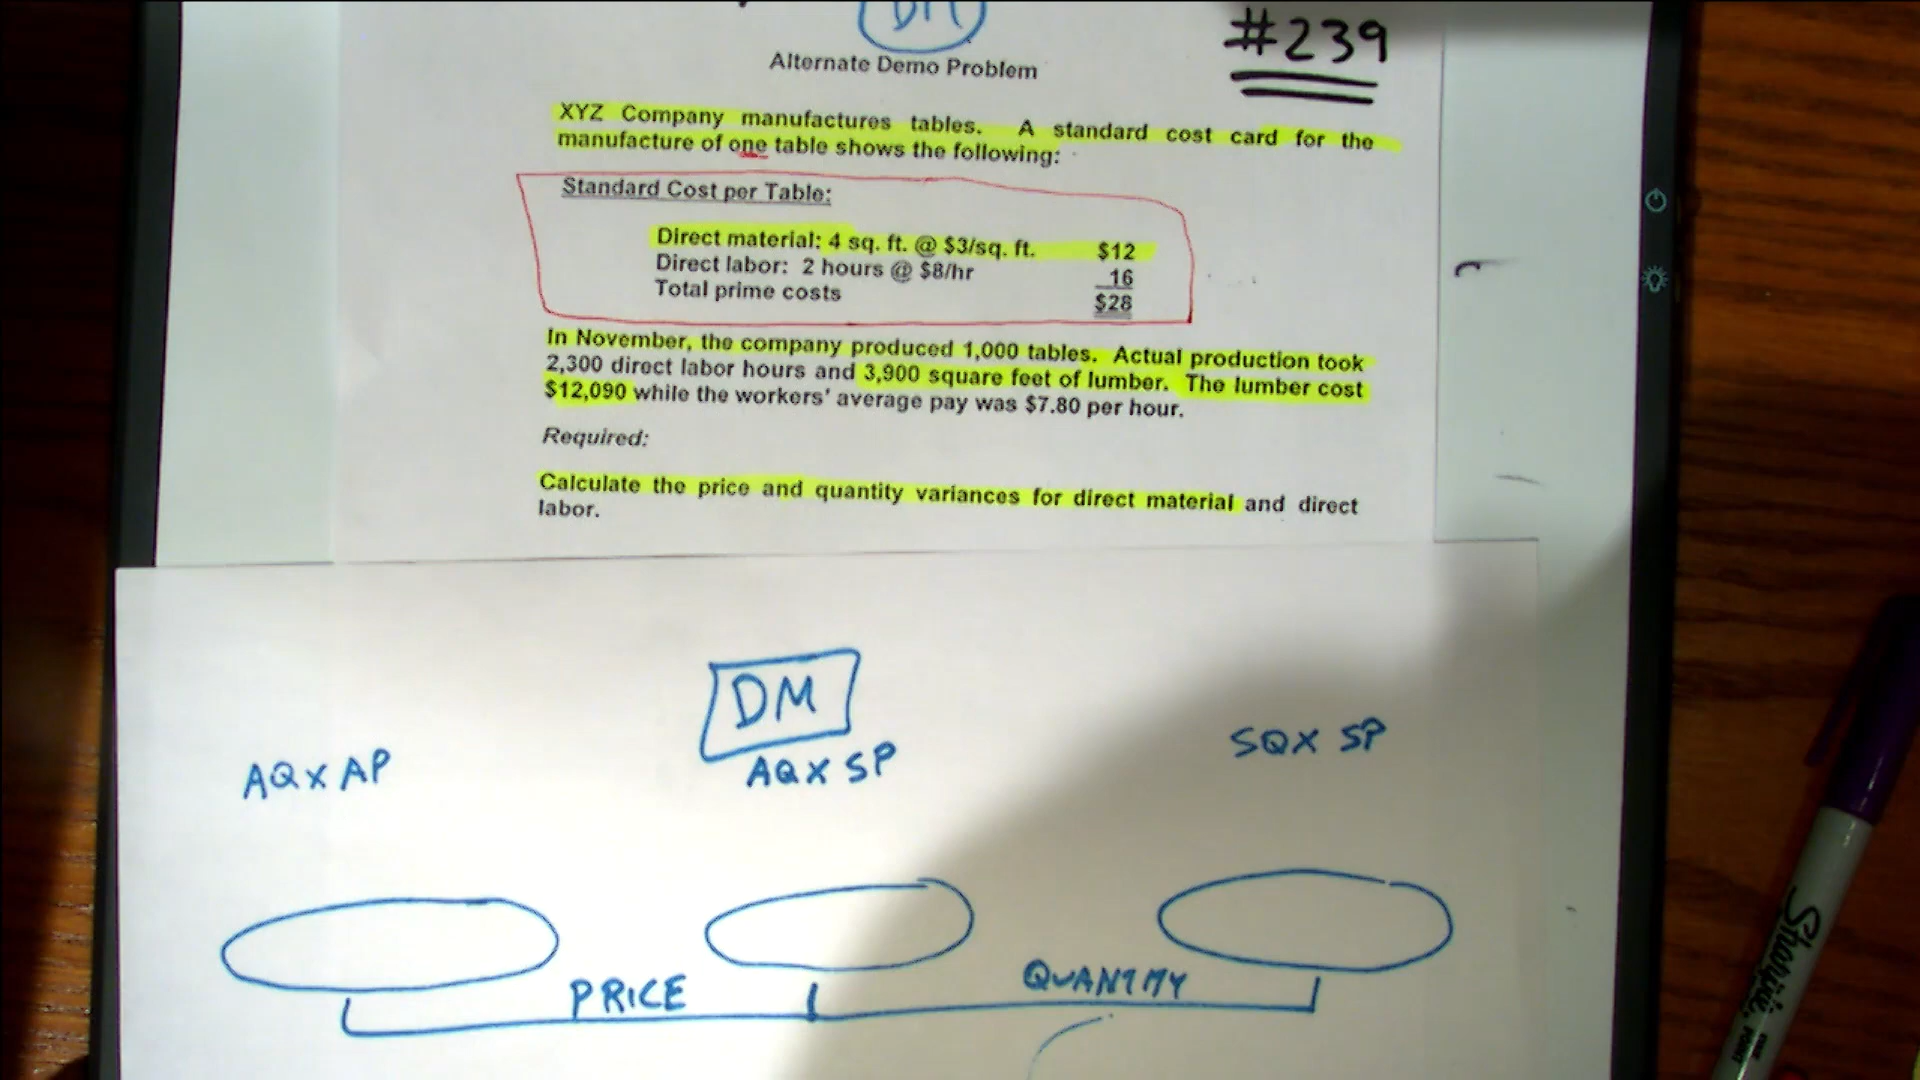 DM
#239
Alternate Demo Problem
XYZ Company manufactures tables. A standard cost card for the
manufacture of one table shows the following:
Standard Cost per Table:
Direct material: 4 sq. ft. @ $3/sq. ft. $12
Direct labor: 2 hours @ $8/hr 16
Total prime costs $28
In November, the company produced 1,000 tables. Actual production took
2,300 direct labor hours and 3,900 square feet of lumber. The lumber cost
$12,090 while the workers' average pay was $7.80 per hour.
Required:
Calculate the price and quantity variances for direct material and direct
labor.
DM
AQ X AP AQ X SP SQ X SP
PRICE QUANTITY
Sharpie
FINE POINT